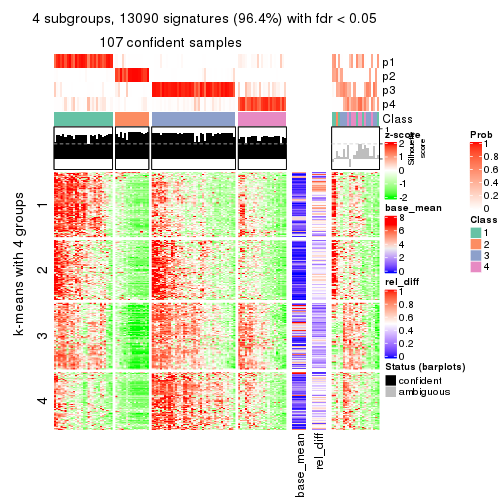 4 subgroups, 13090 signatures (96.4%) with fdr < 0.05
107 confident samples
p1
p2
p3
p4
Class
1
Silhouette
score
z-score
2
1
0
-1
-2
base_mean
8
6
4
2
0
rel_diff
1
0.8
0.6
0.4
0.2
0
Status (barplots)
confident
ambiguous
Prob
1
0.8
0.6
0.4
0.2
0
Class
1
2
3
4
k-means with 4 groups
1
2
3
4
base_mean
rel_diff